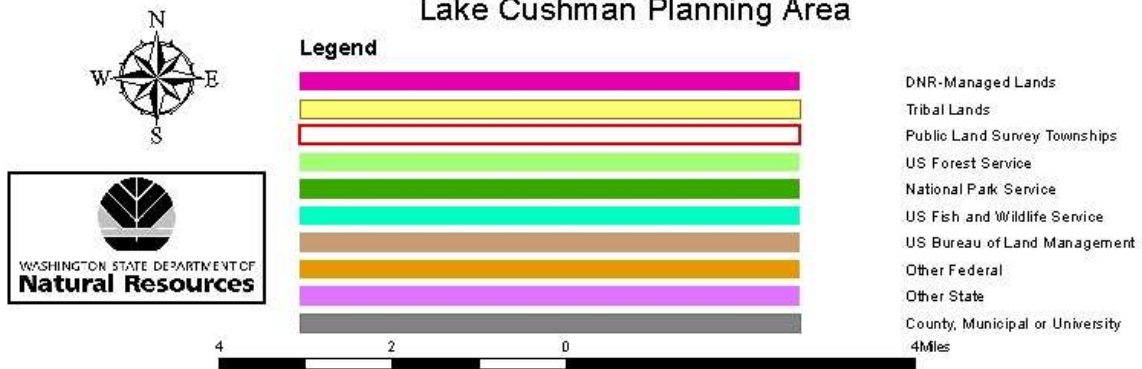 Lake Cushman Planning Area
N
W E
S
Legend
DNR-Managed Lands
Tribal Lands
Public Land Survey Townships
US Forest Service
National Park Service
US Fish and Wildlife Service
US Bureau of Land Management
Other Federal
Other State
County, Municipal or University
WASHINGTON STATE DEPARTMENT OF
Natural Resources
4 2 0 4Miles